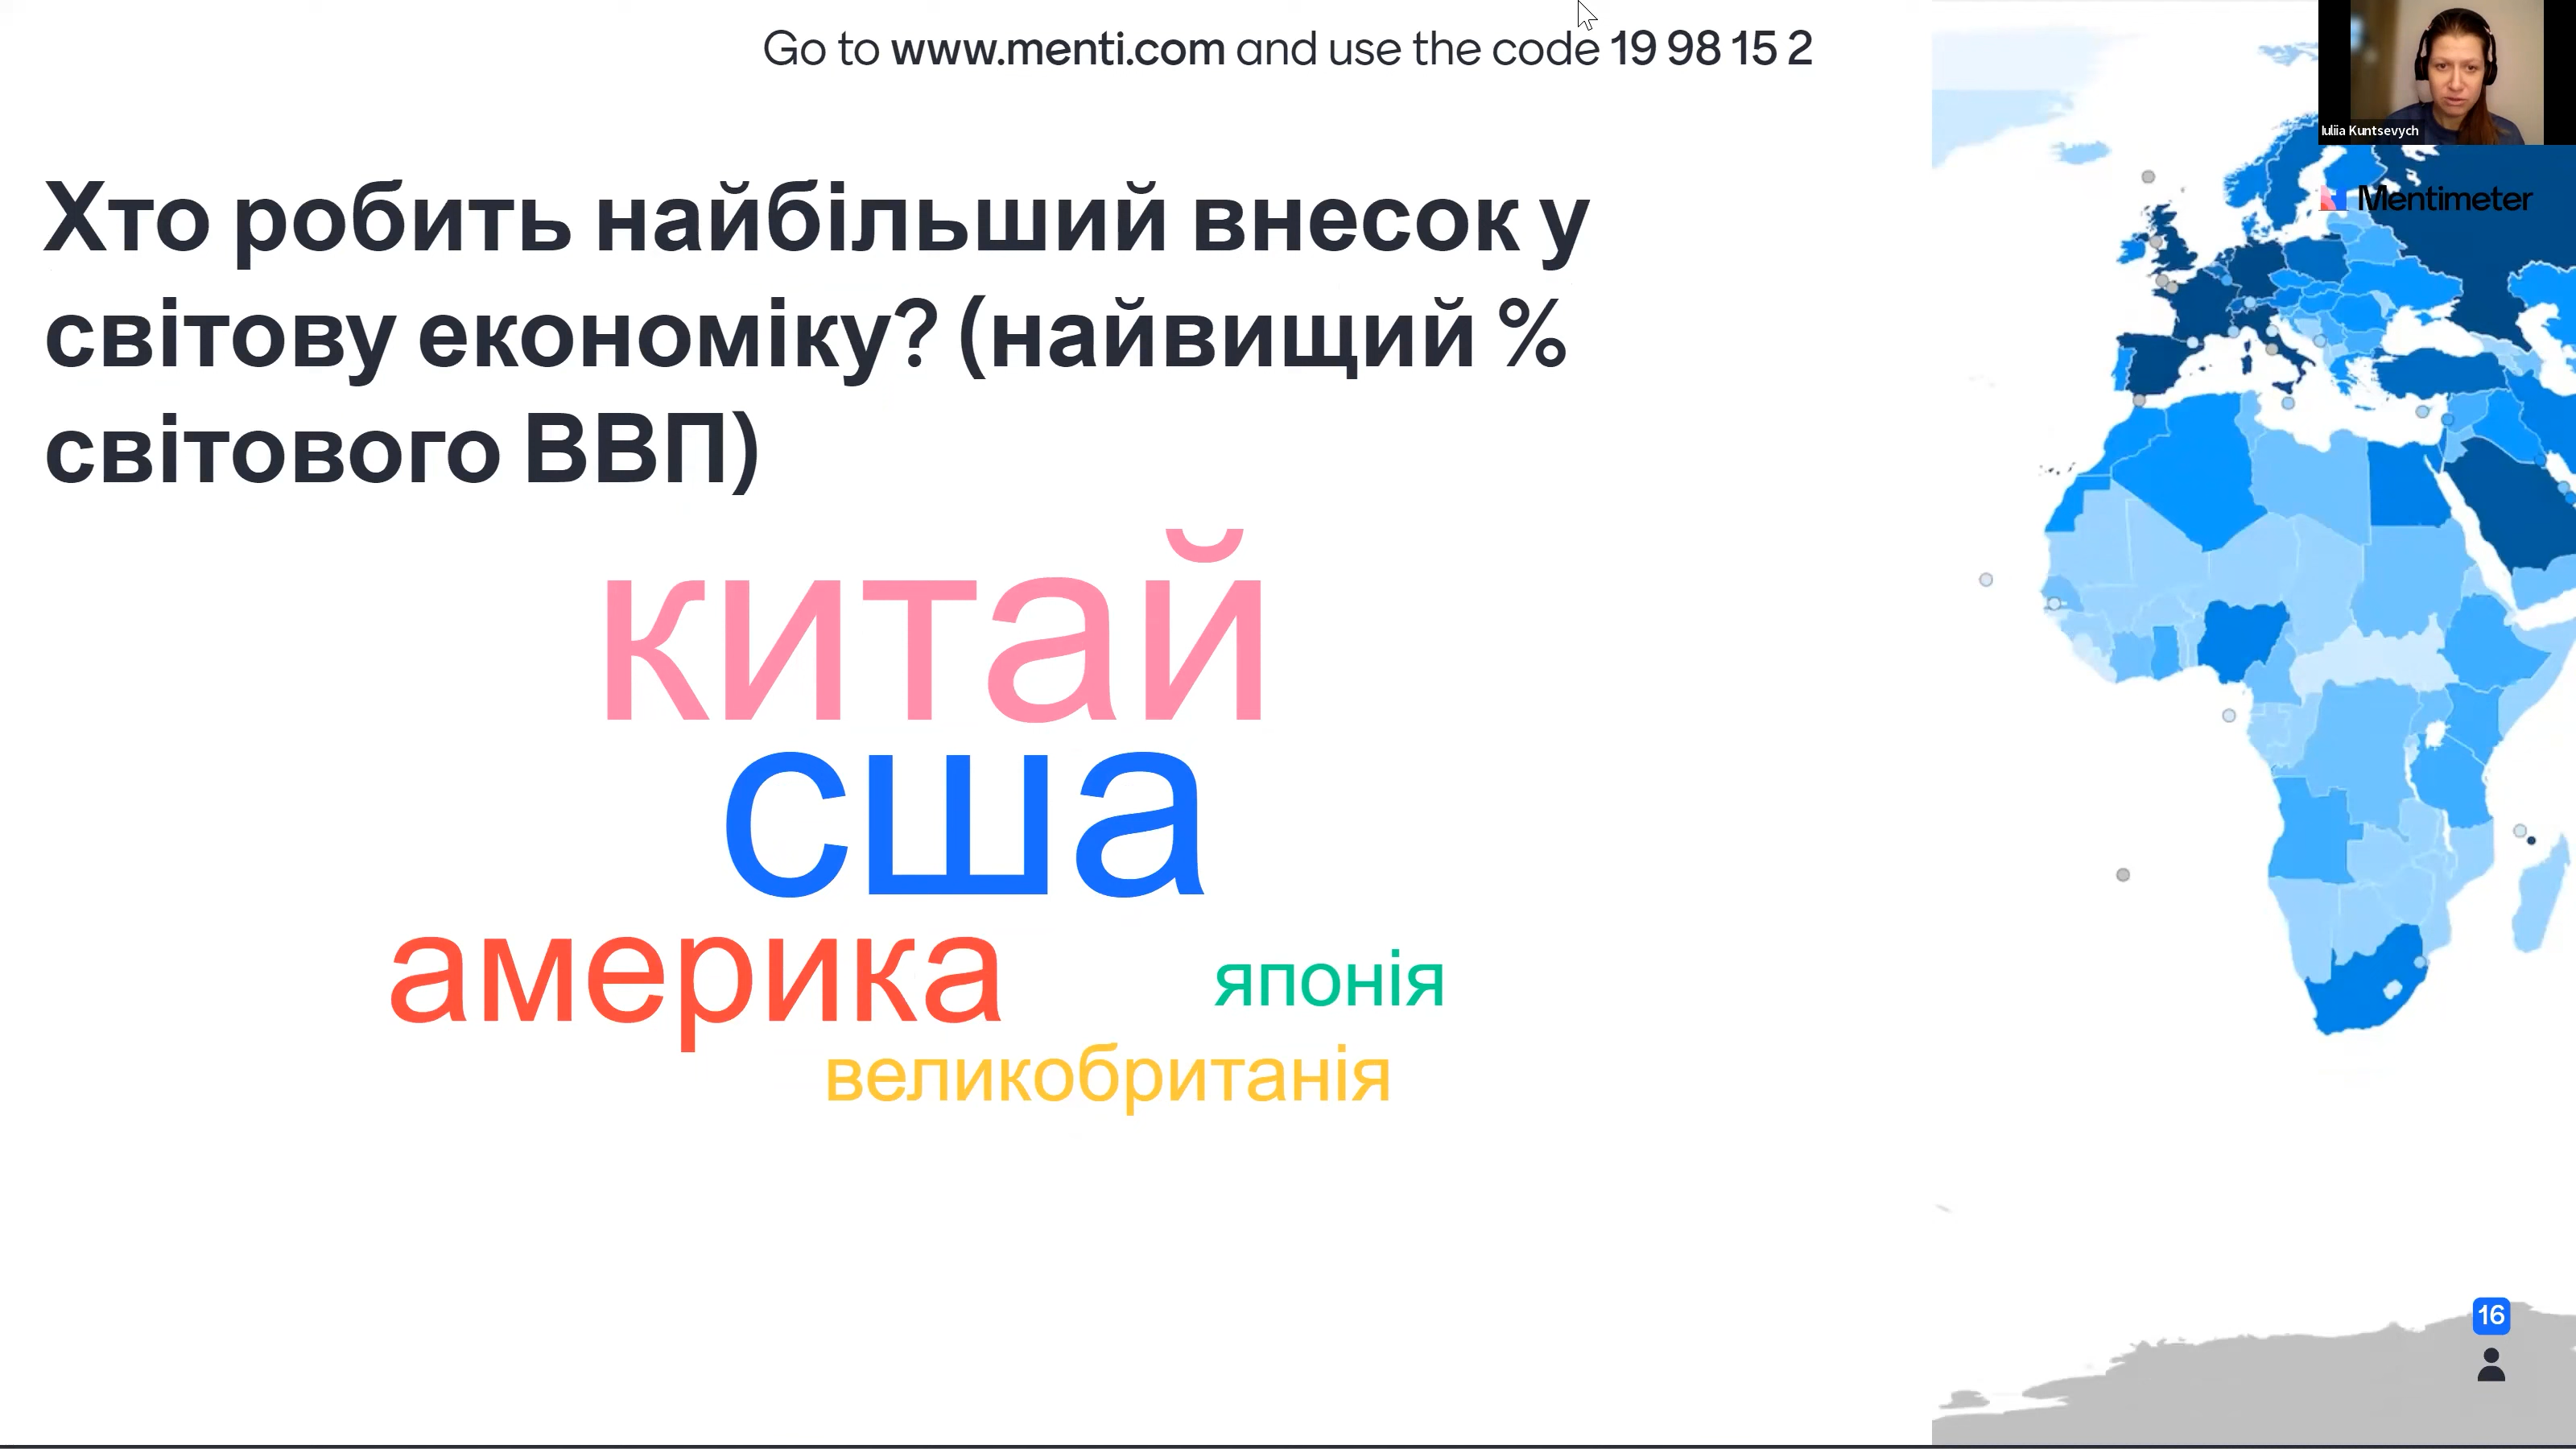 Go to www.menti.com and use the code 19 98 15 2
Iuliia Kuntsevych
Mentimeter
Хто робить найбільший внесок у
світову економіку? (найвищий %
світового ВВП)
китай
сша
америка
японія
великобританія
16